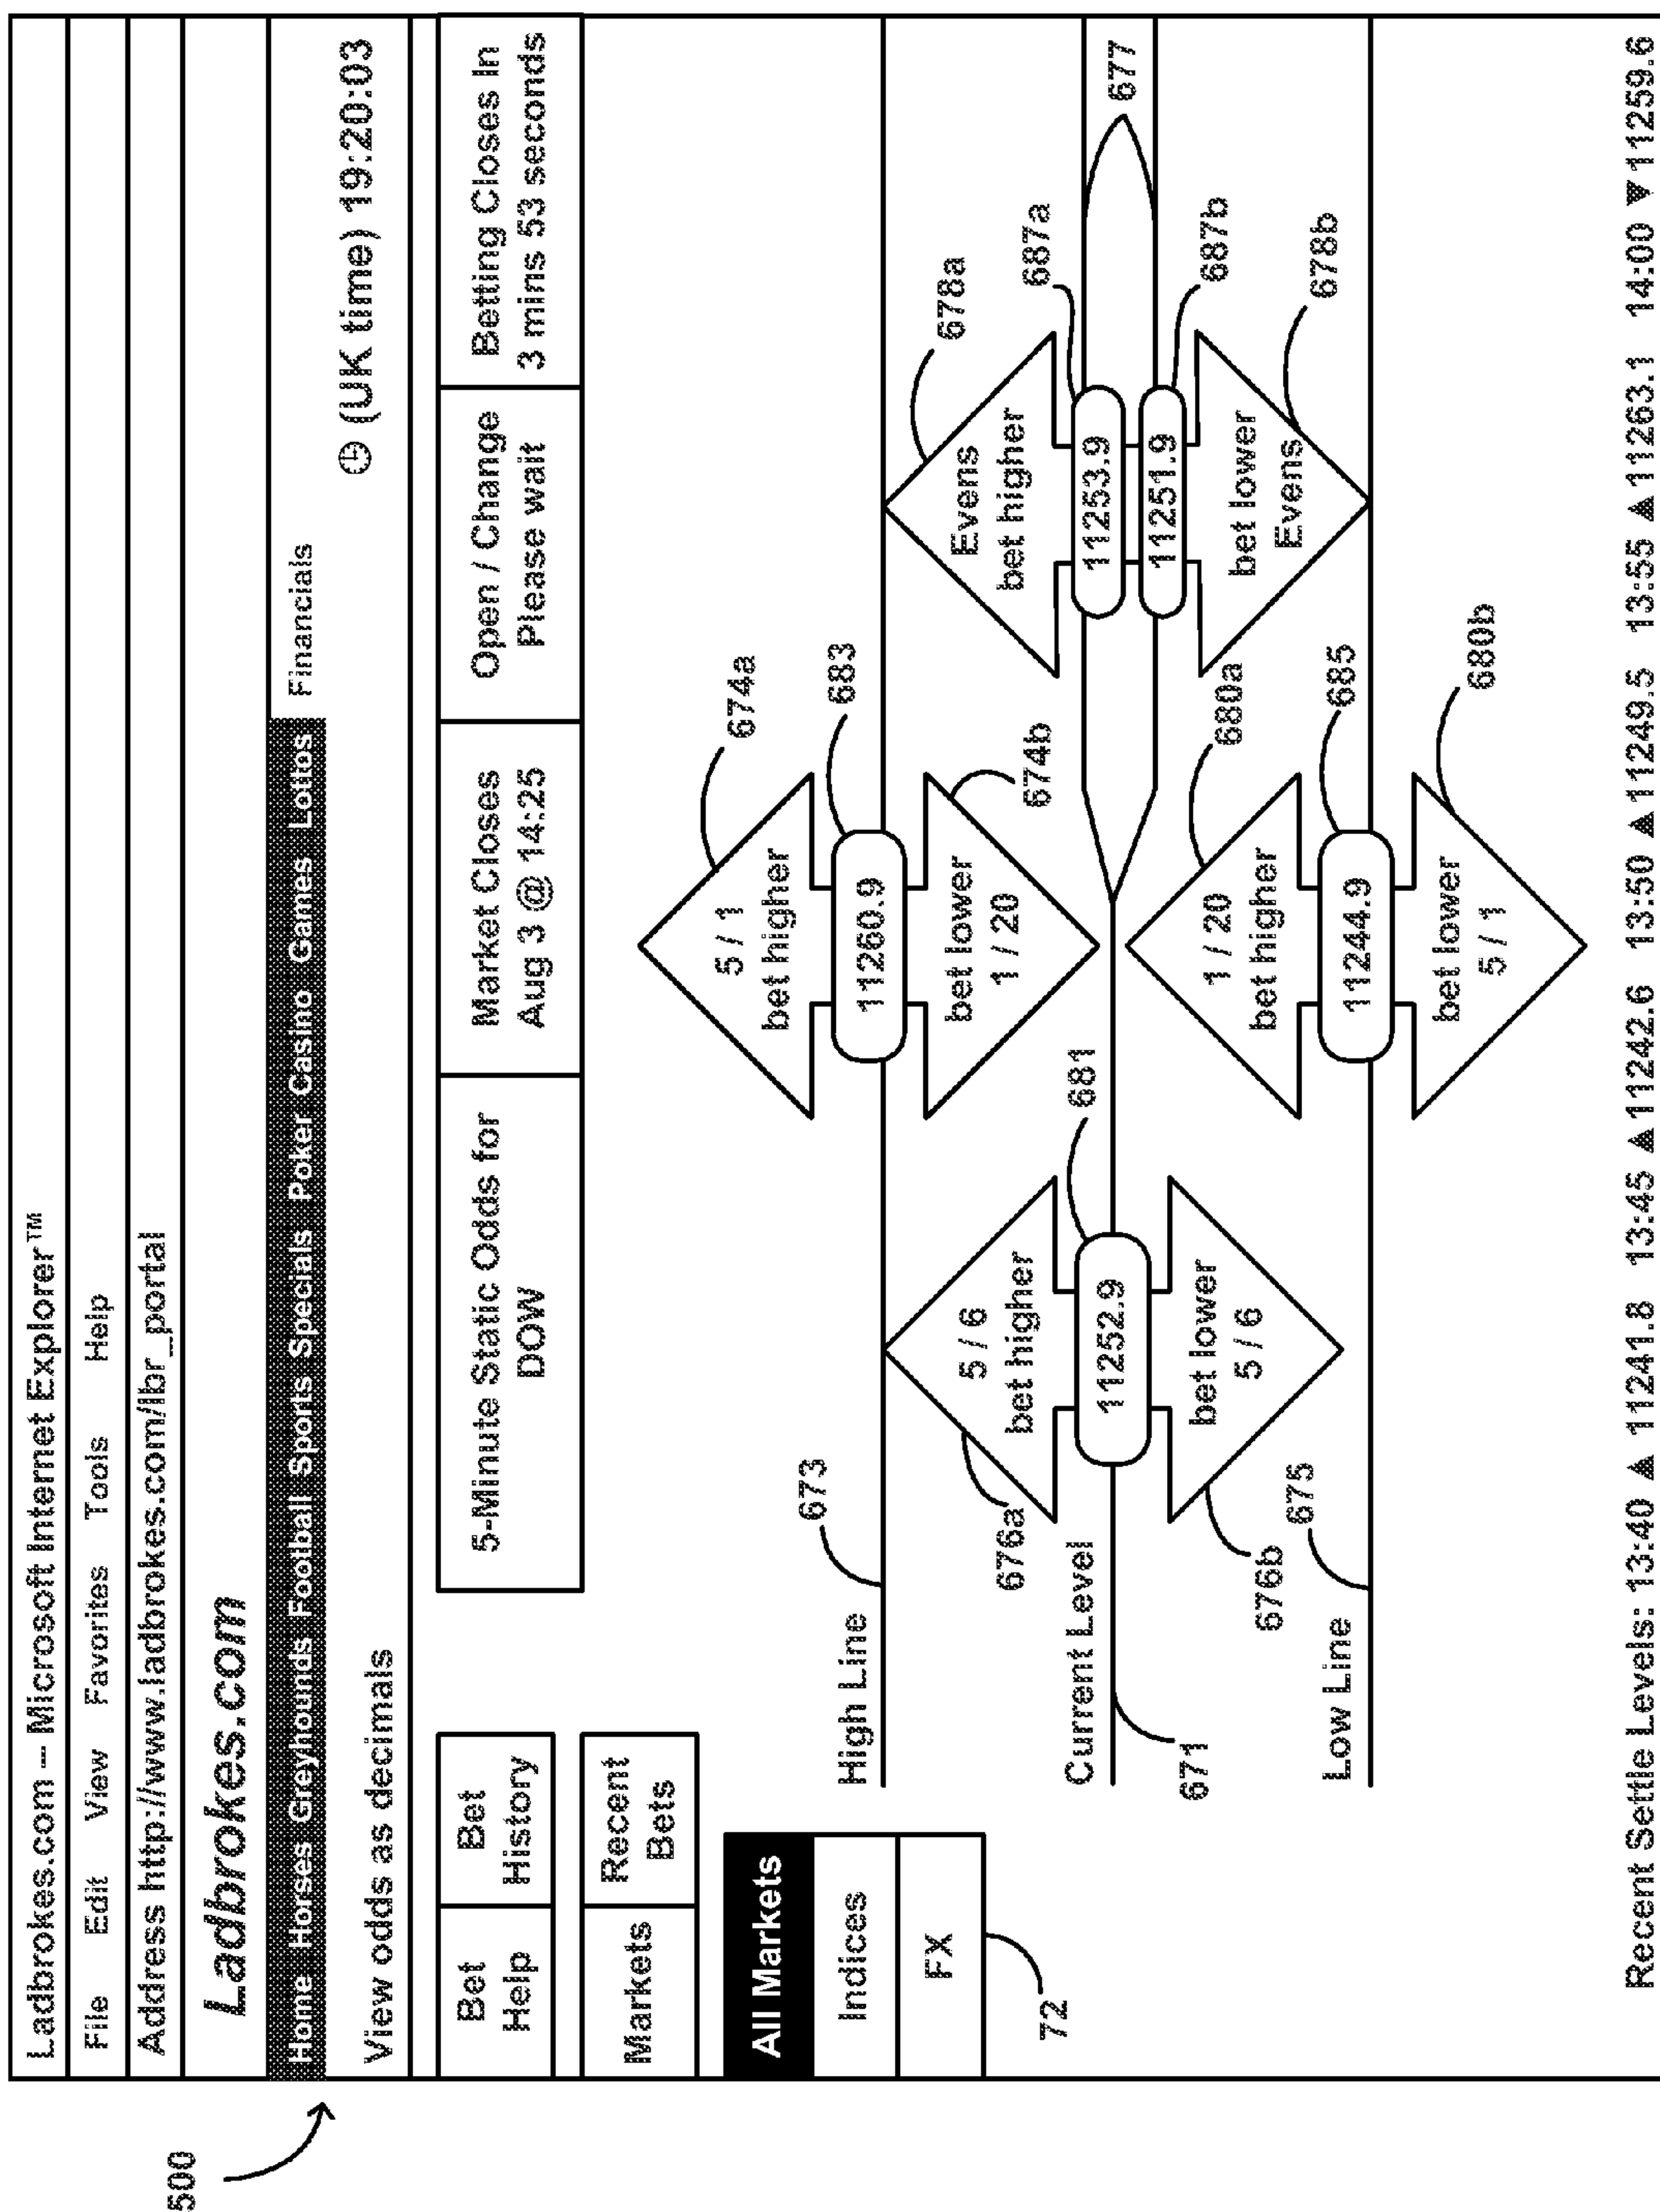 500
Ladbrokes.com — Microsoft Internet Explorer™
File Edit View Favorites Tools Help
Address http://www.ladbrokes.com/lbr_portal
Ladbrokes.com
Home Horses Greyhounds Football Sports Specials Poker Casino Games Lottos Financials
View odds as decimals (UK time) 19:20:03
Bet Help
Bet History
Markets
Recent Bets
All Markets
Indices
FX
72
5-Minute Static Odds for DOW
Market Closes Aug 3 @ 14:25
Open / Change Please wait
Betting Closes In 3 mins 53 seconds
High Line
673
5 / 1
bet higher
674a
11260.9
683
bet lower
1 / 20
674b
Current Level
671
5 / 6
bet higher
676a
11252.9
681
bet lower
5 / 6
676b
Evens
bet higher
678a
11253.9
687a
11251.9
687b
bet lower
Evens
678b
677
Low Line
675
1 / 20
bet higher
680a
11244.9
685
bet lower
5 / 1
680b
Recent Settle Levels: 13:40 ▲ 11241.8 13:45 ▲11242.6 13:50 ▲11249.5 13:55 ▲11263.1 14:00 ▼11259.6